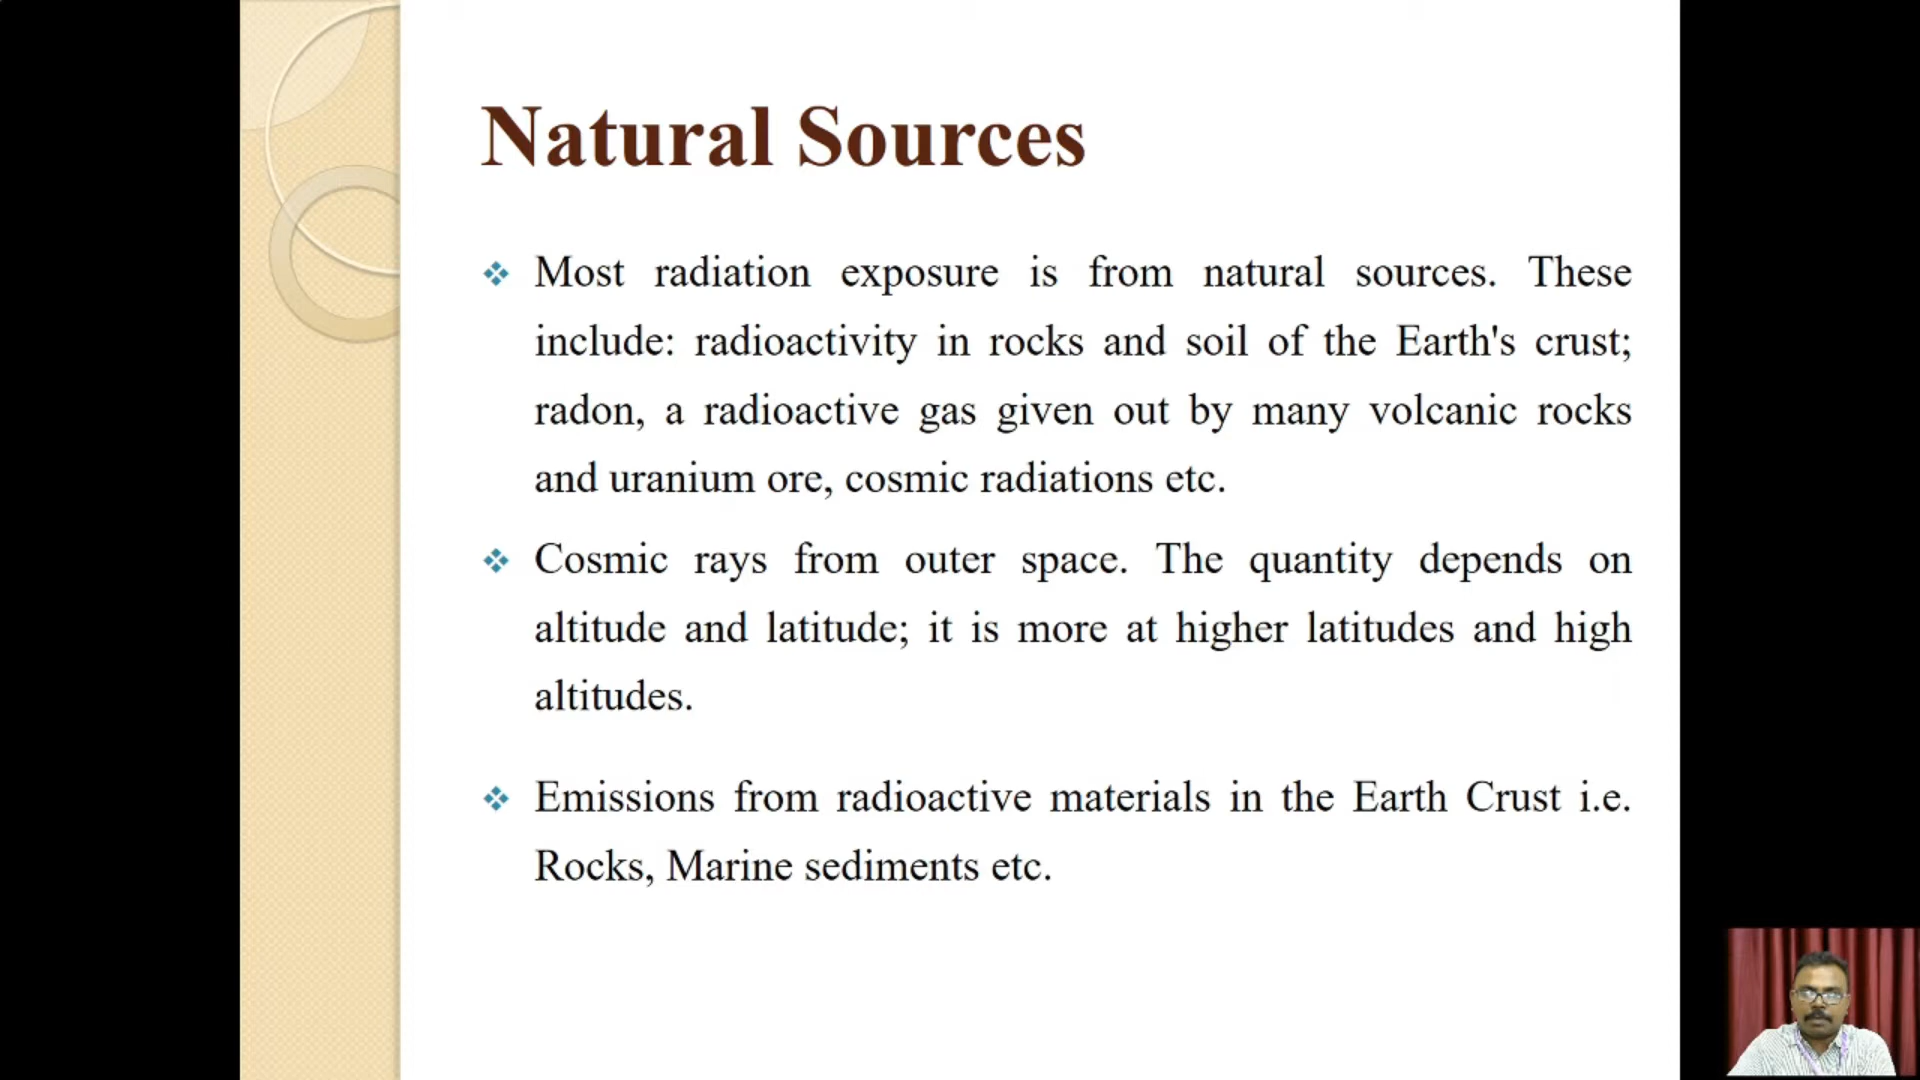 Natural Sources
Most radiation exposure is from natural sources. These
include: radioactivity in rocks and soil of the Earth's crust;
radon, a radioactive gas given out by many volcanic rocks
and uranium ore, cosmic radiations etc.
Cosmic rays from outer space. The quantity depends on
altitude and latitude; it is more at higher latitudes and high
altitudes.
Emissions from radioactive materials in the Earth Crust i.e.
Rocks, Marine sediments etc.